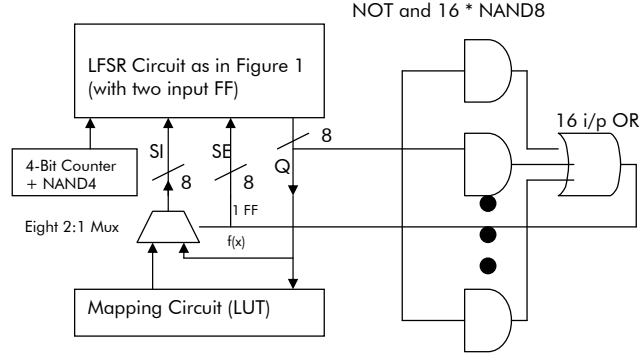 NOT and 16 * NAND8
LFSR Circuit as in Figure 1
(with two input FF)
16 i/p OR
8
SI
SE
Q
4-Bit Counter
+ NAND4
8
8
1 FF
Eight 2:1 Mux
f(x)
Mapping Circuit (LUT)